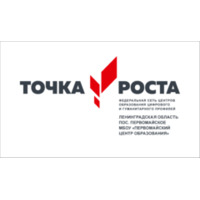 ТОЧКА РОСТА
ФЕДЕРАЛЬНАЯ СЕТЬ ЦЕНТРОВ
ОБРАЗОВАНИЯ ЦИФРОВОГО
И ГУМАНИТАРНОГО ПРОФИЛЕЙ
ЛЕНИНГРАДСКАЯ ОБЛАСТЬ
ПОС. ПЕРВОМАЙСКОЕ
МБОУ «ПЕРВОМАЙСКИЙ
ЦЕНТР ОБРАЗОВАНИЯ»